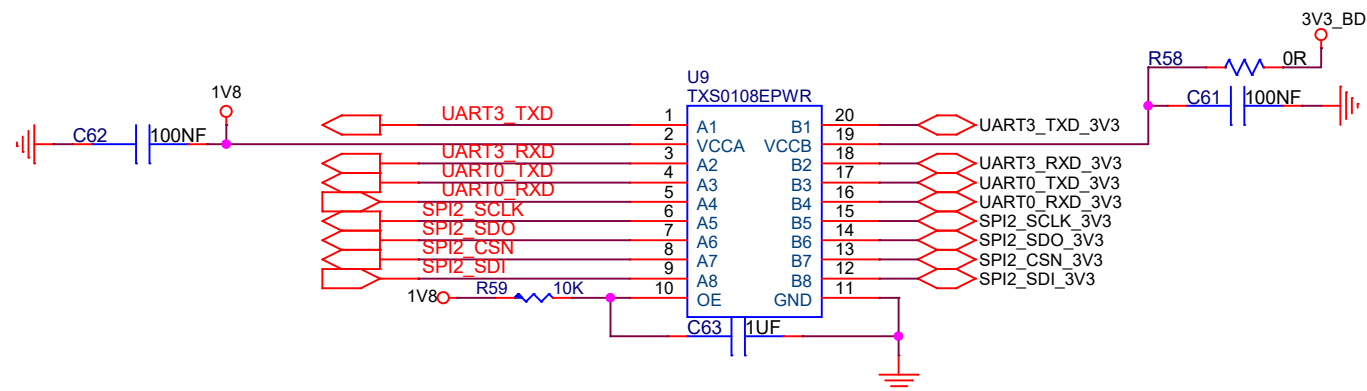 3V3_BD
R58 0R
U9
TXS0108EPWR
1V8
C61 100NF
UART3_TXD 1 A1 B1 20 UART3_TXD_3V3
C62 100NF 2 VCCA VCCB 19
UART3_RXD 3 A2 B2 18 UART3_RXD_3V3
UART0_TXD 4 A3 B3 17 UART0_TXD_3V3
UART0_RXD 5 A4 B4 16 UART0_RXD_3V3
SPI2_SCLK 6 A5 B5 15 SPI2_SCLK_3V3
SPI2_SDO 7 A6 B6 14 SPI2_SDO_3V3
SPI2_CSN 8 A7 B7 13 SPI2_CSN_3V3
SPI2_SDI 9 A8 B8 12 SPI2_SDI_3V3
1V8 R59 10K 10 OE GND 11
C63 1UF